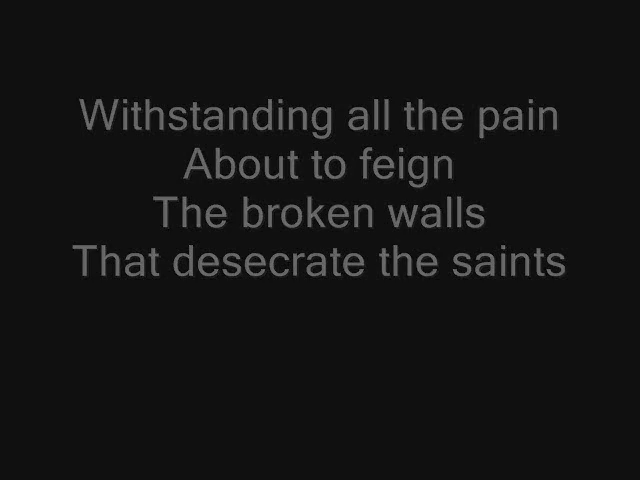 Withstanding all the pain
About to feign
The broken walls
That desecrate the saints